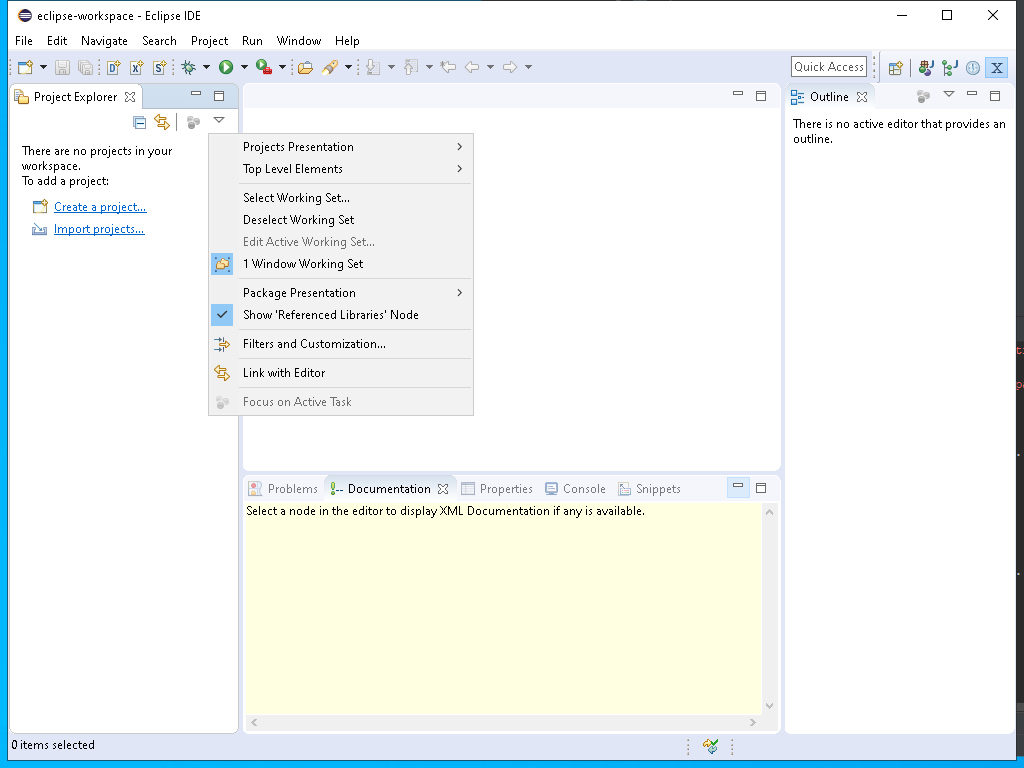 eclipse-workspace - Eclipse IDE
File Edit Navigate Search Project Run Window Help
Quick Access
Project Explorer
Outline
There are no projects in your
workspace.
To add a project:
Create a project...
Import projects...
Projects Presentation
Top Level Elements
Select Working Set...
Deselect Working Set
Edit Active Working Set...
1 Window Working Set
Package Presentation
Show 'Referenced Libraries' Node
Filters and Customization...
Link with Editor
Focus on Active Task
There is no active editor that provides an
outline.
Problems Documentation Properties Console Snippets
Select a node in the editor to display XML Documentation if any is available.
0 items selected